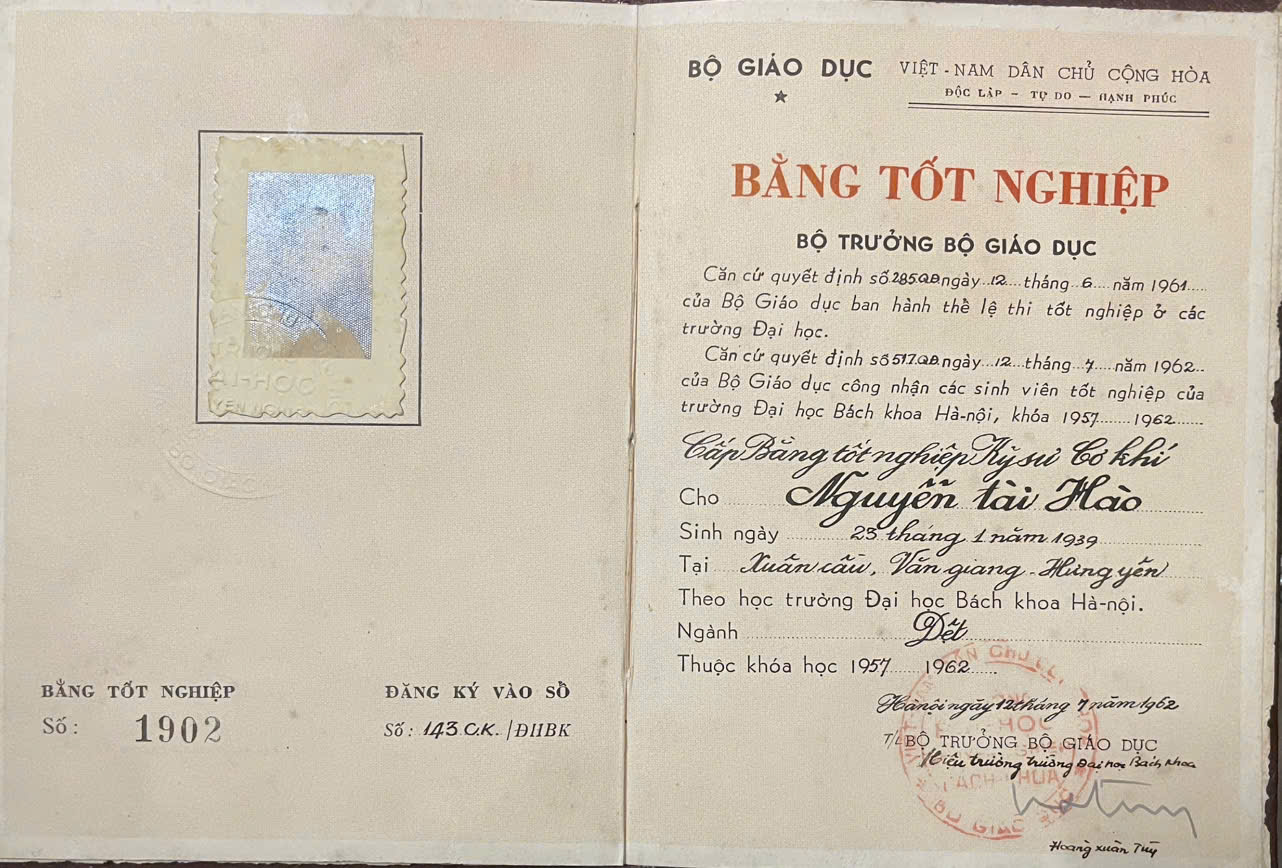 BẰNG TỐT NGHIỆP
Số: 1902
ĐĂNG KÝ VÀO SỔ
Số: 143 C.K. /ĐHBK
BỘ GIÁO DỤC
VIỆT-NAM DÂN CHỦ CỘNG HÒA
ĐỘC LẬP - TỰ DO - HẠNH PHÚC
BẰNG TỐT NGHIỆP
BỘ TRƯỞNG BỘ GIÁO DỤC
Căn cứ quyết định số 285 QĐ ngày 12 tháng 6 năm 1961
của Bộ Giáo dục ban hành thể lệ thi tốt nghiệp ở các
trường Đại học.
Căn cứ quyết định số 517 QĐ ngày 12 tháng 7 năm 1962
của Bộ Giáo dục công nhận các sinh viên tốt nghiệp của
trường Đại học Bách khoa Hà-nội, khóa 1957 1962
Cấp Bằng tốt nghiệp Kỹ sư Cơ khí
Cho Nguyễn tài Hào
Sinh ngày 23 tháng 1 năm 1939
Tại Xuân cầu, Văn giang - Hưng yên
Theo học trường Đại học Bách khoa Hà-nội.
Ngành Dệt
Thuộc khóa học 1957 1962
Hà nội ngày 12 tháng 7 năm 1962
T/L BỘ TRƯỞNG BỘ GIÁO DỤC
Hiệu trưởng trường Đại học Bách khoa
Hoàng xuân Tùy